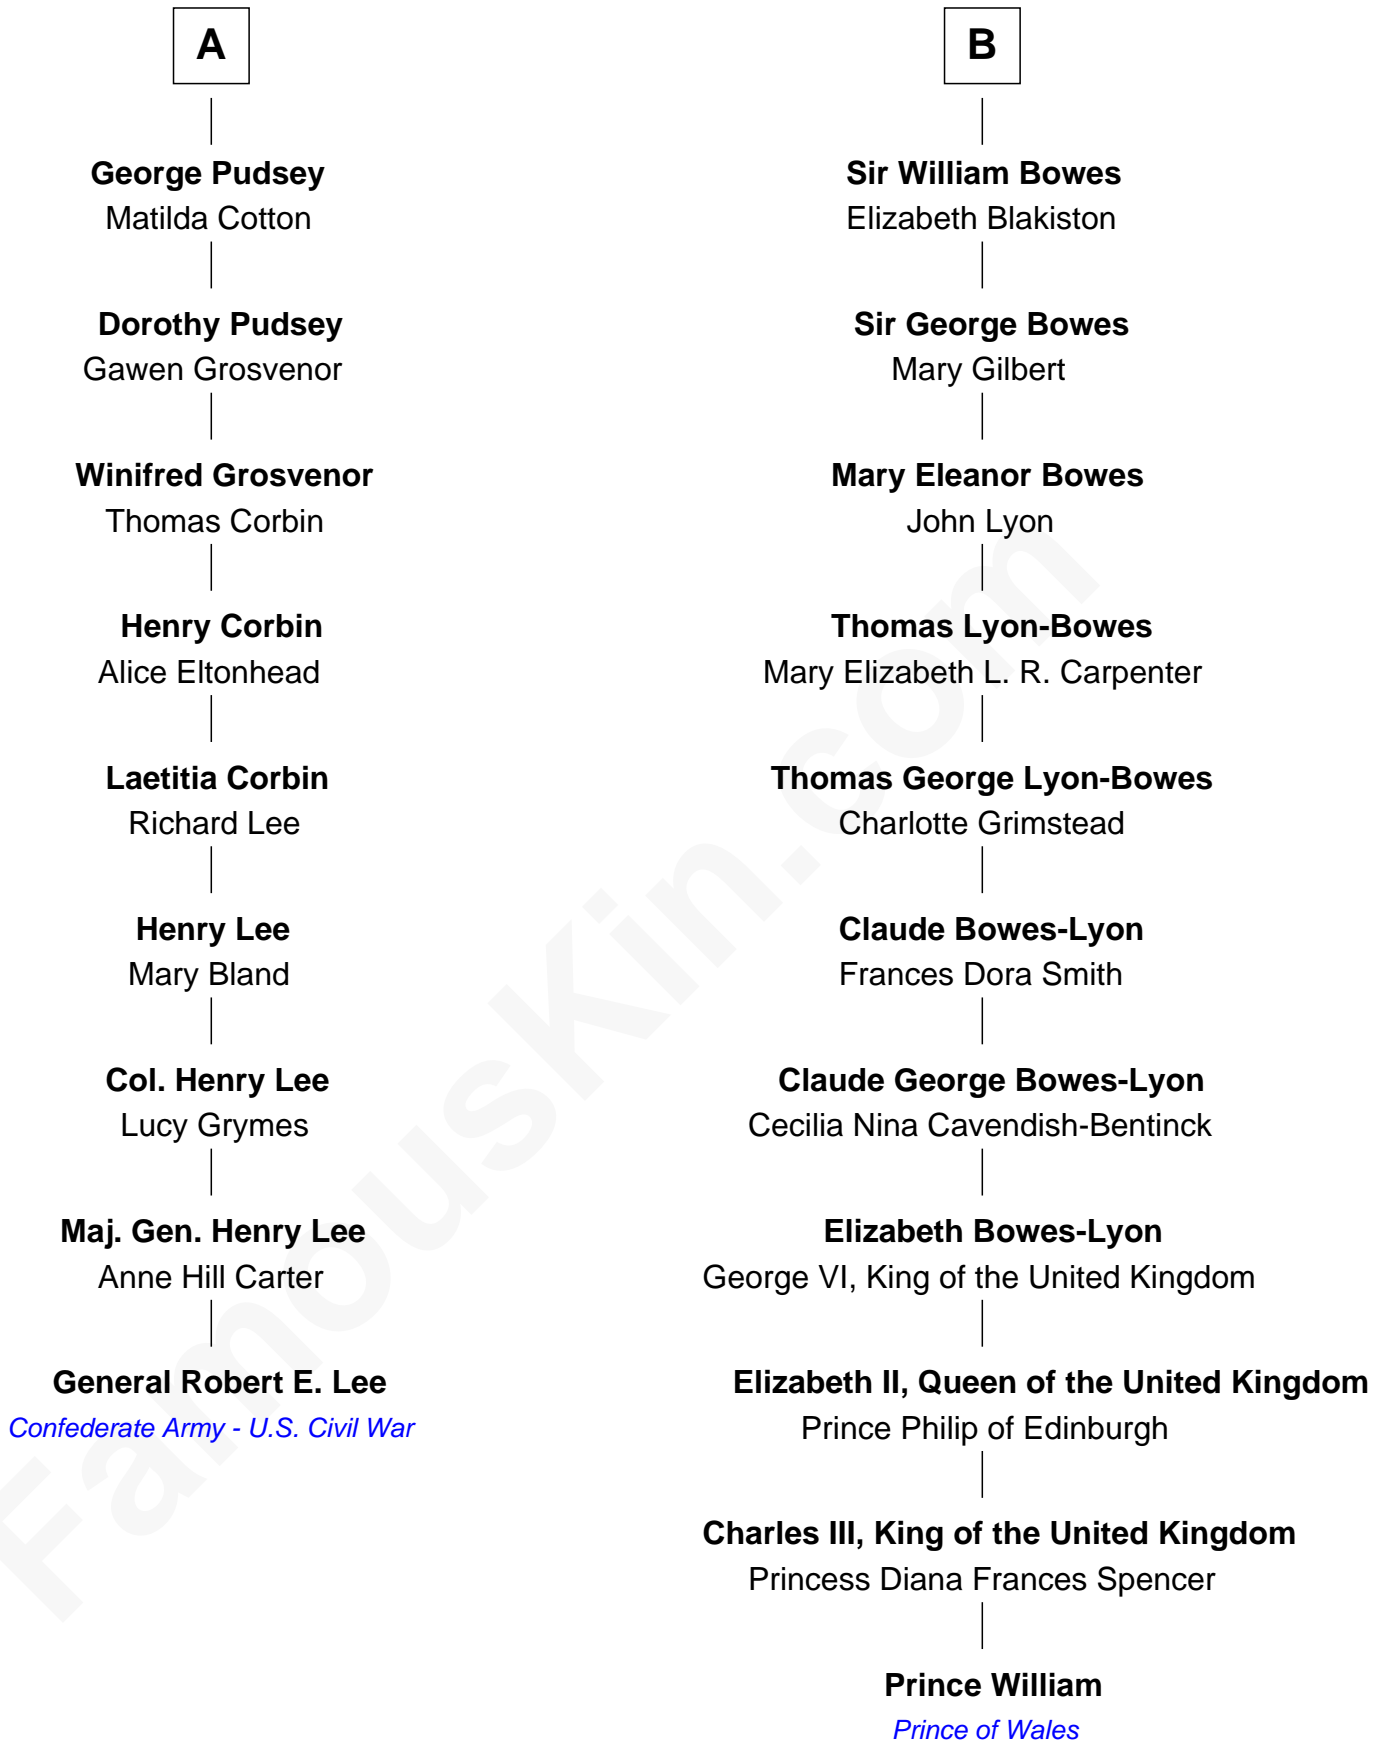 A
George Pudsey
Matilda Cotton
Dorothy Pudsey
Gawen Grosvenor
Winifred Grosvenor
Thomas Corbin
Henry Corbin
Alice Eltonhead
Laetitia Corbin
Richard Lee
Henry Lee
Mary Bland
Col. Henry Lee
Lucy Grymes
Maj. Gen. Henry Lee
Anne Hill Carter
General Robert E. Lee
Confederate Army - U.S. Civil War
B
Sir William Bowes
Elizabeth Blakiston
Sir George Bowes
Mary Gilbert
Mary Eleanor Bowes
John Lyon
Thomas Lyon-Bowes
Mary Elizabeth L. R. Carpenter
Thomas George Lyon-Bowes
Charlotte Grimstead
Claude Bowes-Lyon
Frances Dora Smith
Claude George Bowes-Lyon
Cecilia Nina Cavendish-Bentinck
Elizabeth Bowes-Lyon
George VI, King of the United Kingdom
Elizabeth II, Queen of the United Kingdom
Prince Philip of Edinburgh
Charles III, King of the United Kingdom
Princess Diana Frances Spencer
Prince William
Prince of Wales
FamousKin.com